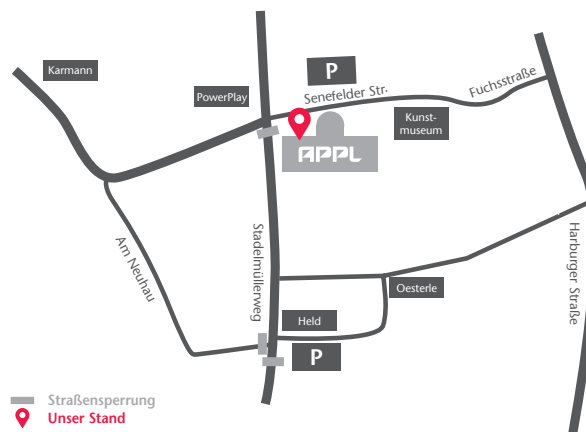 Karmann
P
PowerPlay
Senefelder Str.
Fuchsstraße
Kunst-
museum
APPL
Am Neuhau
Stadelmüllerweg
Harburger Straße
Oesterle
Held
P
Straßensperrung
Unser Stand